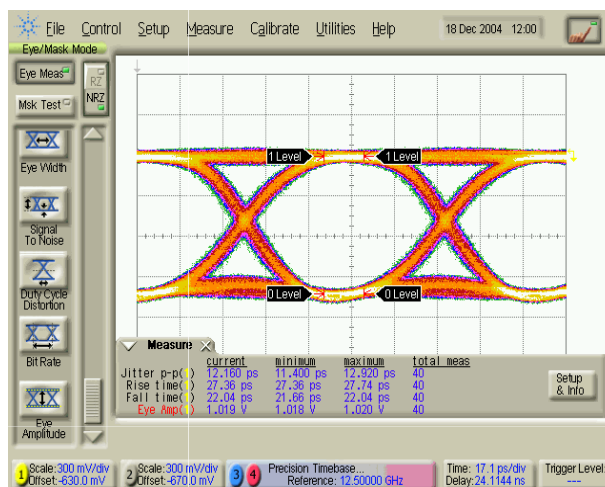 File Control Setup Measure Calibrate Utilities Help 18 Dec 2004 12:00
Eye/Mask Mode
Eye Meas
RZ
NRZ
Msk Test
Eye Width
Signal
To Noise
Duty Cycle
Distortion
Bit Rate
Eye
Amplitude
1 Level 1 Level
0 Level 0 Level
Measure
current minimum maximum total meas
Jitter p-p(1) 12.160 ps 11.400 ps 12.920 ps 40
Rise time(1) 27.36 ps 27.36 ps 27.74 ps 40
Fall time(1) 22.04 ps 21.66 ps 22.04 ps 40
Eye Amp(1) 1.019 V 1.018 V 1.020 V 40
Setup
& Info
1 Scale:300 mV/div
Offset:-630.0 mV
2 Scale:300 mV/div
Offset:-670.0 mV
3 4 Precision Timebase...
Reference: 12.50000 GHz
Time: 17.1 ps/div
Delay:24.1144 ns
Trigger Level:
---